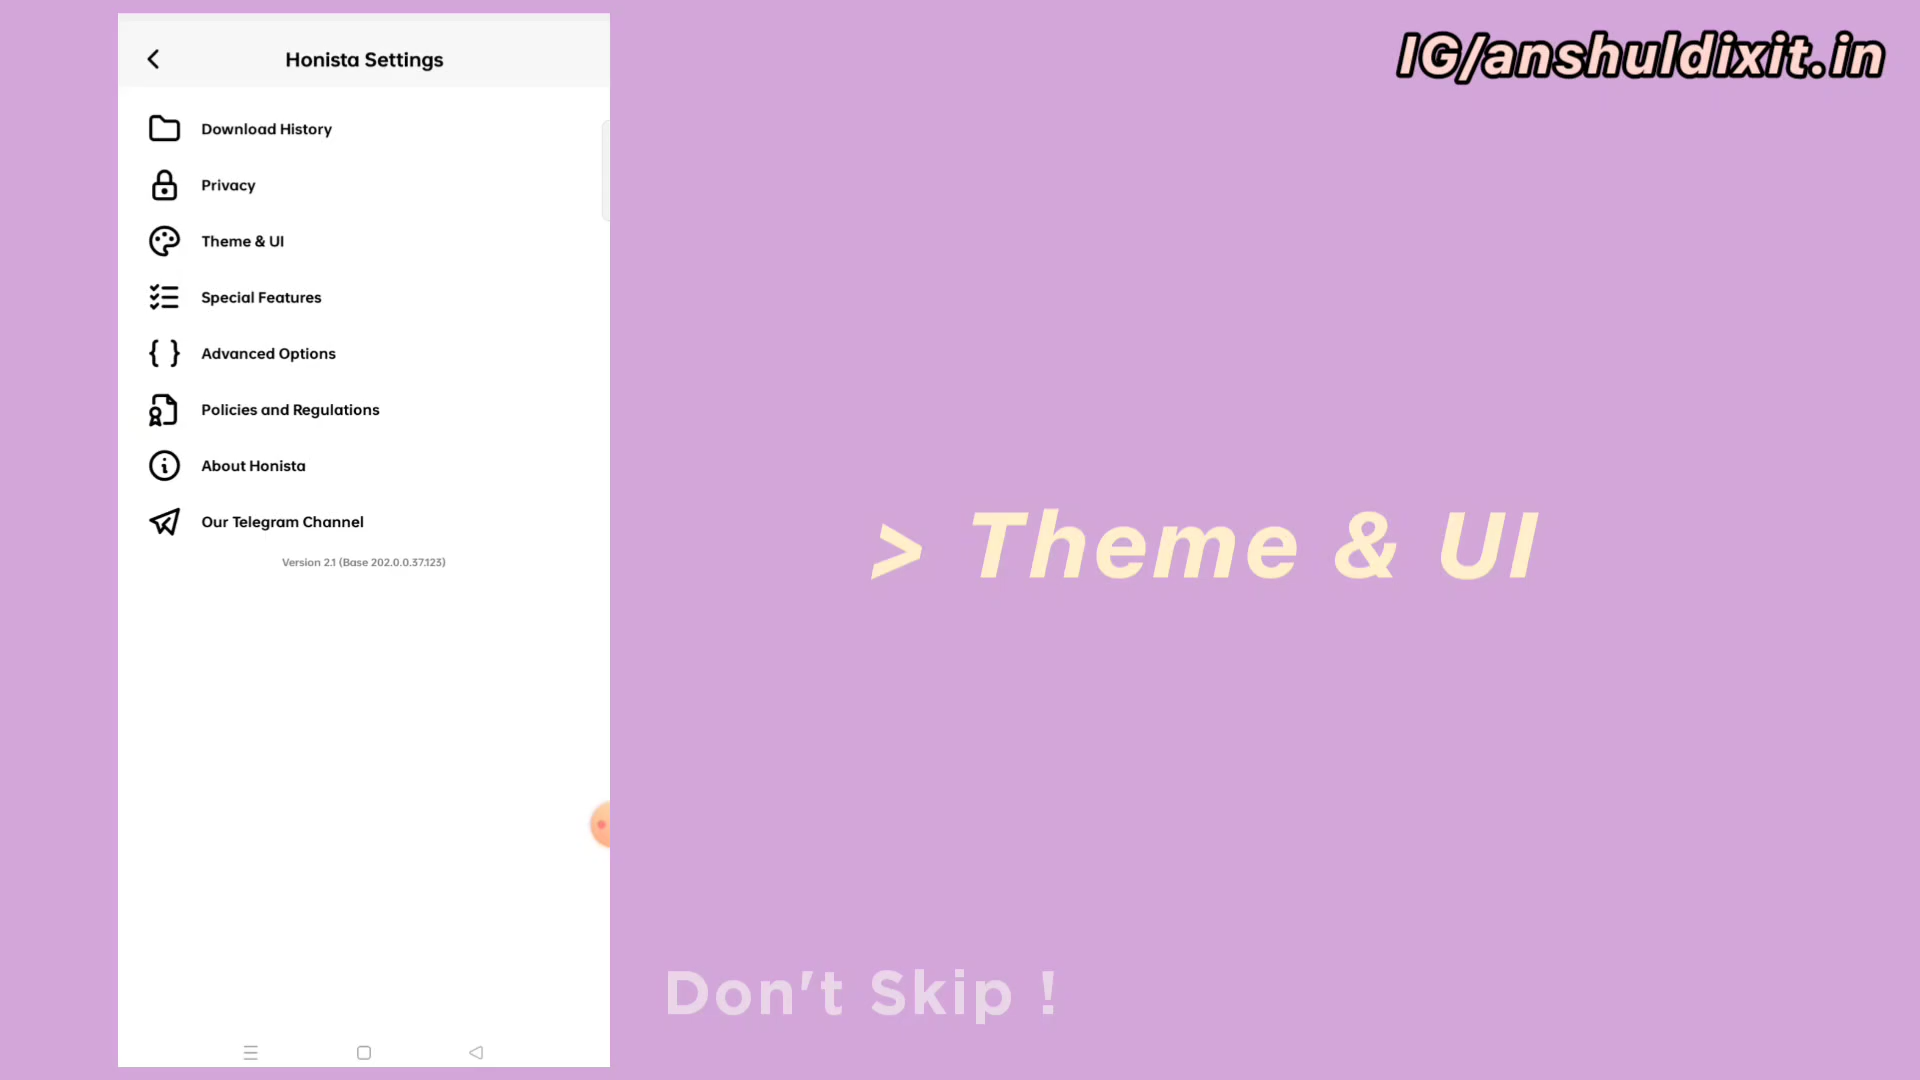 Honista Settings
IG/anshuldixit.in
Download History
Privacy
Theme & UI
Special Features
Advanced Options
Policies and Regulations
About Honista
Our Telegram Channel
Version 2.1 (Base 202.0.0.37.123)
> Theme & UI
Don't Skip !